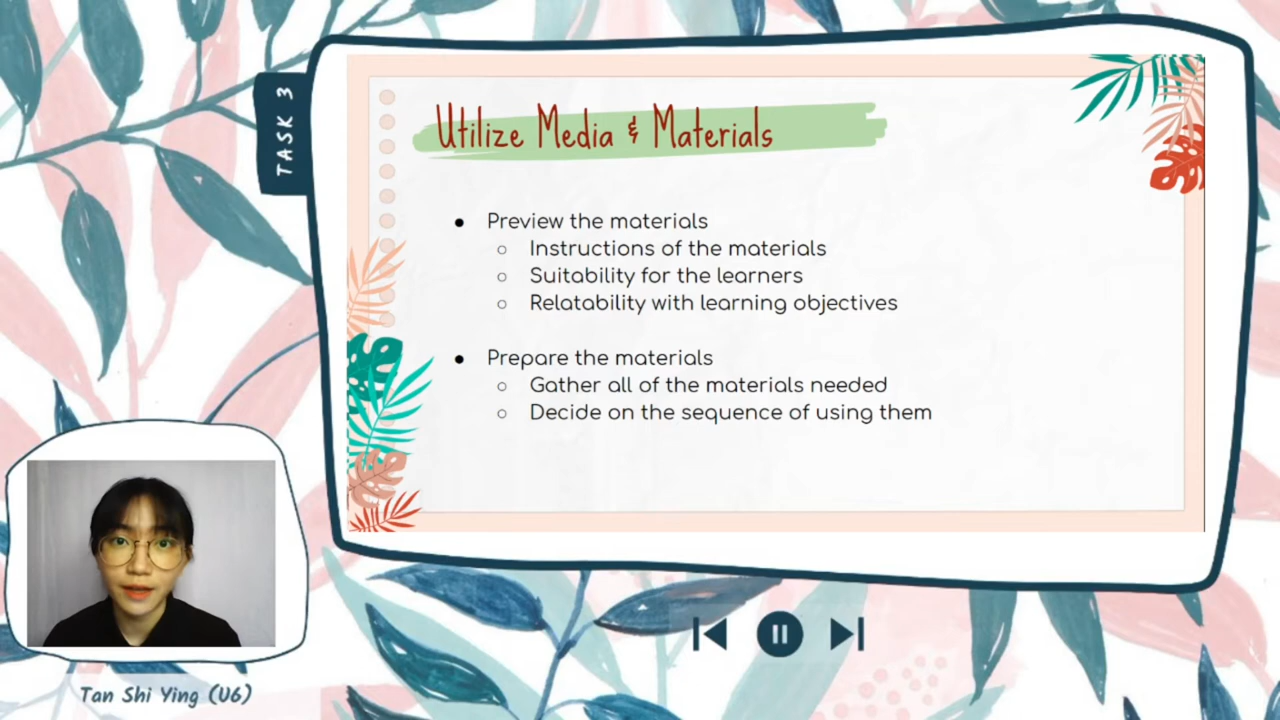 TASK 3
Utilize Media & Materials
Preview the materials
Instructions of the materials
Suitability for the learners
Relatability with learning objectives
Prepare the materials
Gather all of the materials needed
Decide on the sequence of using them
Tan Shi Ying (U6)